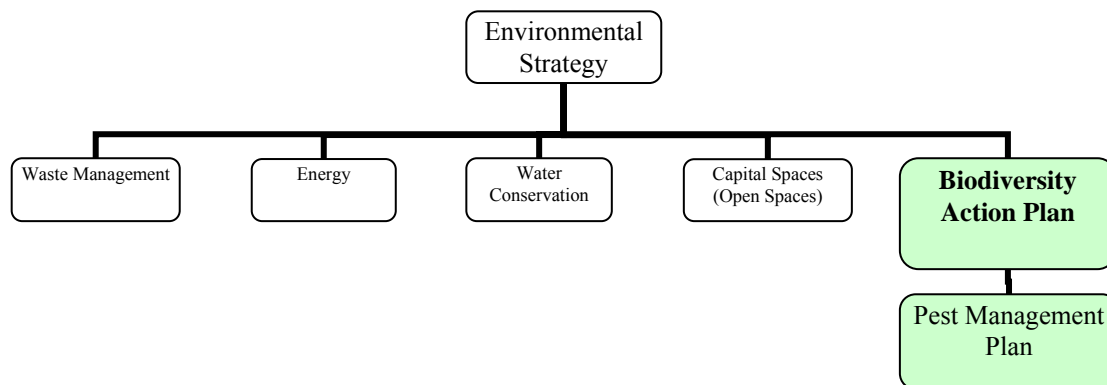 Environmental
Strategy
Waste Management
Energy
Water
Conservation
Capital Spaces
(Open Spaces)
Biodiversity
Action Plan
Pest Management
Plan